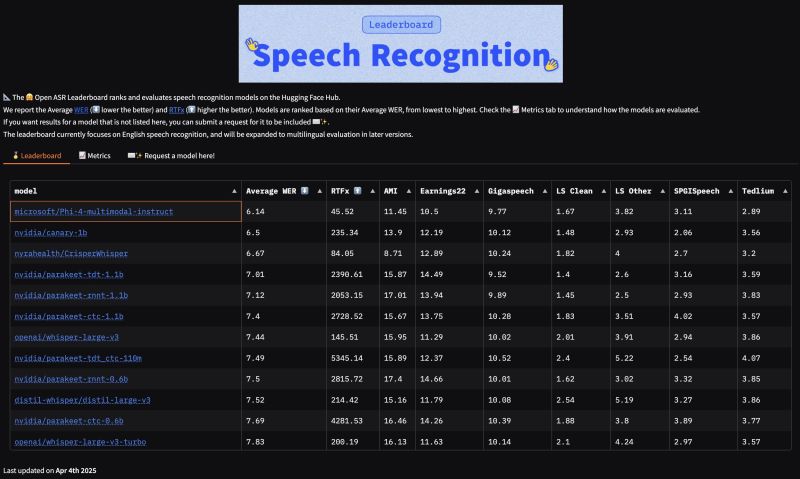 Leaderboard
Speech Recognition
📐 The 🤗 Open ASR Leaderboard ranks and evaluates speech recognition models on the Hugging Face Hub.
We report the Average WER (⬇️ lower the better) and RTFx (⬆️ higher the better). Models are ranked based on their Average WER, from lowest to highest. Check the 📈 Metrics tab to understand how the models are evaluated.
If you want results for a model that is not listed here, you can submit a request for it to be included ✉️✨.
The leaderboard currently focuses on English speech recognition, and will be expanded to multilingual evaluation in later versions.
🏅 Leaderboard 📈 Metrics ✉️✨ Request a model here!
model ▲ Average WER ⬇️ ▲ RTFx ⬆️ ▲ AMI ▲ Earnings22 ▲ Gigaspeech ▲ LS Clean ▲ LS Other ▲ SPGISpeech ▲ Tedlium ▲
microsoft/Phi-4-multimodal-instruct 6.14 45.52 11.45 10.5 9.77 1.67 3.82 3.11 2.89
nvidia/canary-1b 6.5 235.34 13.9 12.19 10.12 1.48 2.93 2.06 3.56
nyrahealth/CrisperWhisper 6.67 84.05 8.71 12.89 10.24 1.82 4 2.7 3.2
nvidia/parakeet-tdt-1.1b 7.01 2390.61 15.87 14.49 9.52 1.4 2.6 3.16 3.59
nvidia/parakeet-rnnt-1.1b 7.12 2053.15 17.01 13.94 9.89 1.45 2.5 2.93 3.83
nvidia/parakeet-ctc-1.1b 7.4 2728.52 15.67 13.75 10.28 1.83 3.51 4.02 3.57
openai/whisper-large-v3 7.44 145.51 15.95 11.29 10.02 2.01 3.91 2.94 3.86
nvidia/parakeet-tdt_ctc-110m 7.49 5345.14 15.89 12.37 10.52 2.4 5.22 2.54 4.07
nvidia/parakeet-rnnt-0.6b 7.5 2815.72 17.4 14.66 10.01 1.62 3.02 3.32 3.85
distil-whisper/distil-large-v3 7.52 214.42 15.16 11.79 10.08 2.54 5.19 3.27 3.86
nvidia/parakeet-ctc-0.6b 7.69 4281.53 16.46 14.26 10.39 1.88 3.8 3.89 3.77
openai/whisper-large-v3-turbo 7.83 200.19 16.13 11.63 10.14 2.1 4.24 2.97 3.57
Last updated on Apr 4th 2025